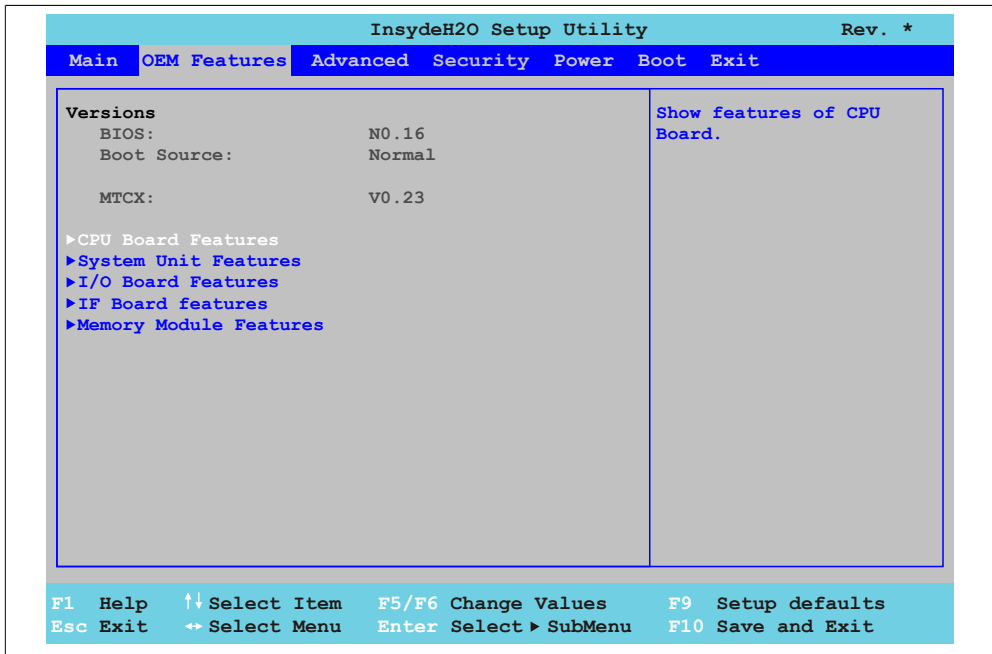 InsydeH2O Setup Utility Rev. *
Main OEM Features Advanced Security Power Boot Exit
Versions
BIOS: N0.16
Boot Source: Normal
MTCX: V0.23
▶CPU Board Features
▶System Unit Features
▶I/O Board Features
▶IF Board features
▶Memory Module Features
Show features of CPU
Board.
F1 Help ↑↓ Select Item F5/F6 Change Values F9 Setup defaults
Esc Exit ↔ Select Menu Enter Select ▶ SubMenu F10 Save and Exit